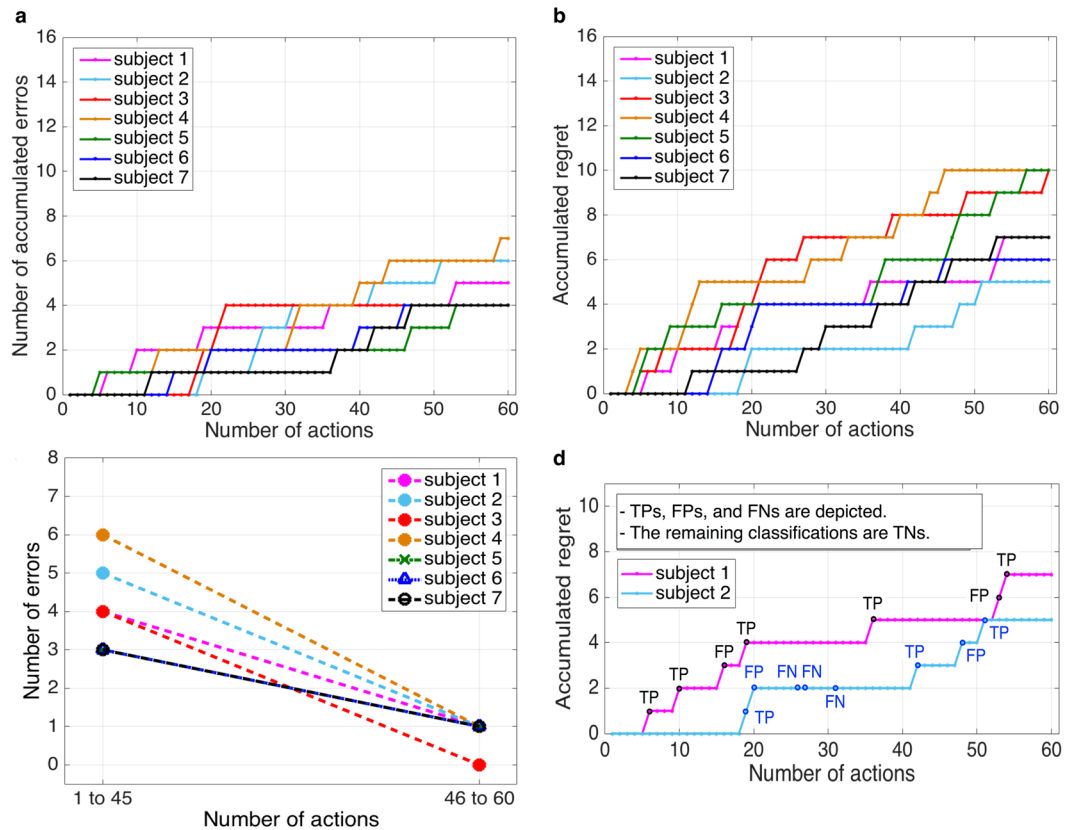 a
16
14
12
10
8
6
4
2
0
Number of accumulated errros
subject 1
subject 2
subject 3
subject 4
subject 5
subject 6
subject 7
0 10 20 30 40 50 60
Number of actions
b
16
14
12
10
8
6
4
2
0
Accumulated regret
subject 1
subject 2
subject 3
subject 4
subject 5
subject 6
subject 7
0 10 20 30 40 50 60
Number of actions
8
7
6
5
4
3
2
1
0
Number of errors
subject 1
subject 2
subject 3
subject 4
subject 5
subject 6
subject 7
1 to 45 46 to 60
Number of actions
d
10
8
6
4
2
0
Accumulated regret
- TPs, FPs, and FNs are depicted.
- The remaining classifications are TNs.
subject 1
subject 2
TP
FP
TP
TP
FP
TP
TP
FP
FN FN
FN
TP
TP
FP
TP
0 10 20 30 40 50 60
Number of actions